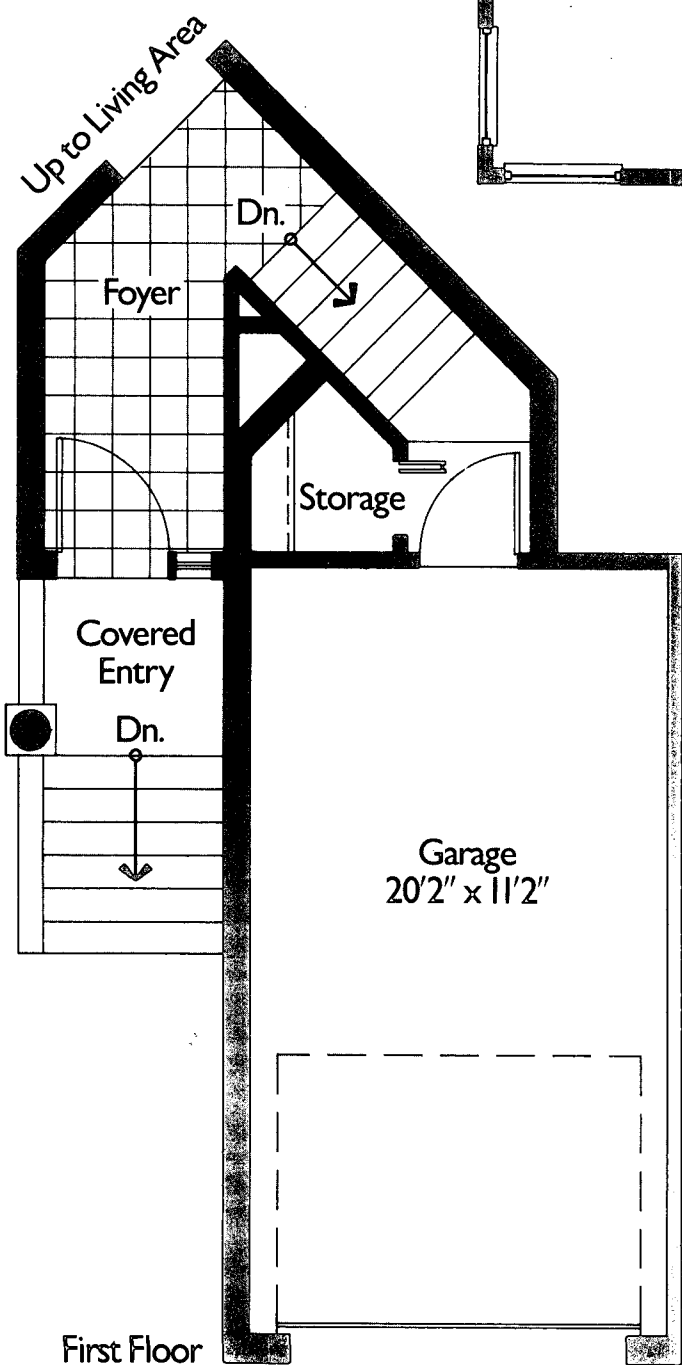 Up to Living Area
Dn.
Foyer
Storage
Covered
Entry
Dn.
Garage
20'2" x 11'2"
First Floor